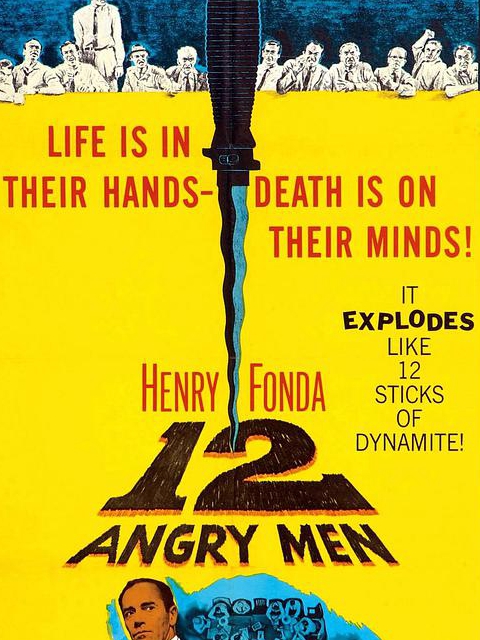 LIFE IS IN
THEIR HANDS–
DEATH IS ON
THEIR MINDS!
IT
EXPLODES
LIKE
12
STICKS
OF
DYNAMITE!
HENRY FONDA
12
ANGRY MEN